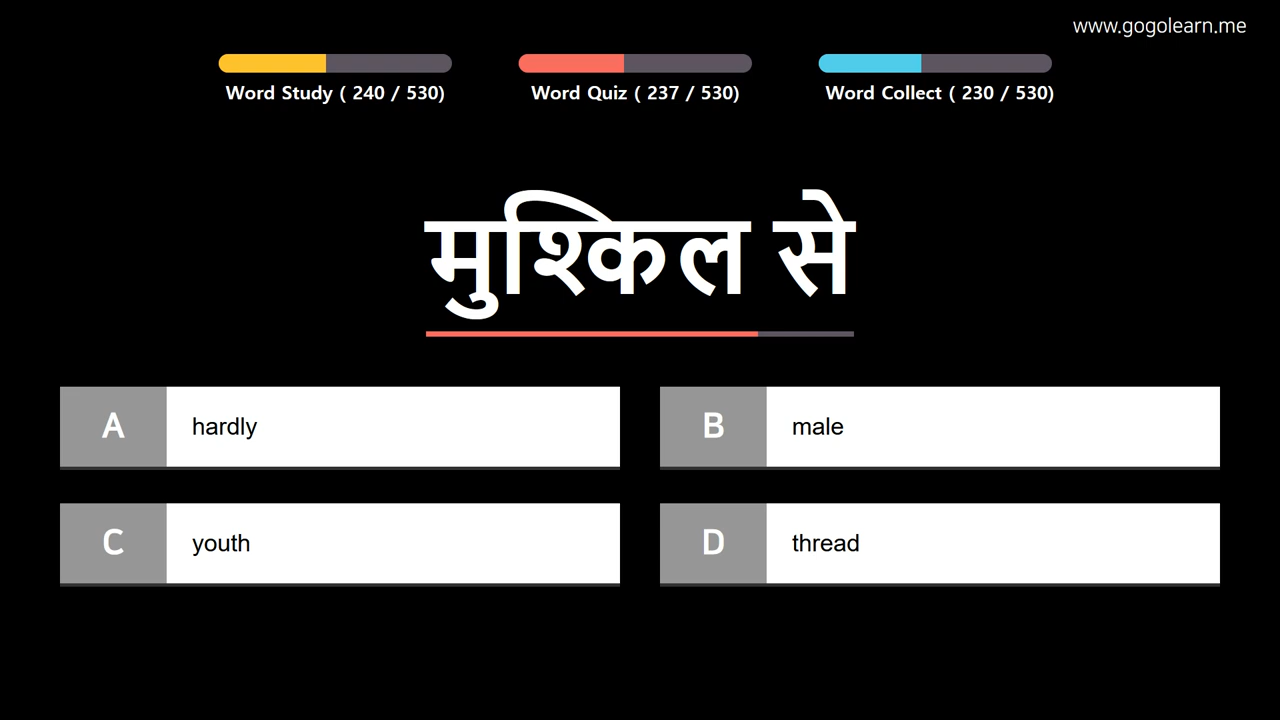 www.gogolearn.me
Word Study ( 240 / 530)
Word Quiz ( 237 / 530)
Word Collect ( 230 / 530)
मुश्किल से
A hardly
B male
C youth
D thread